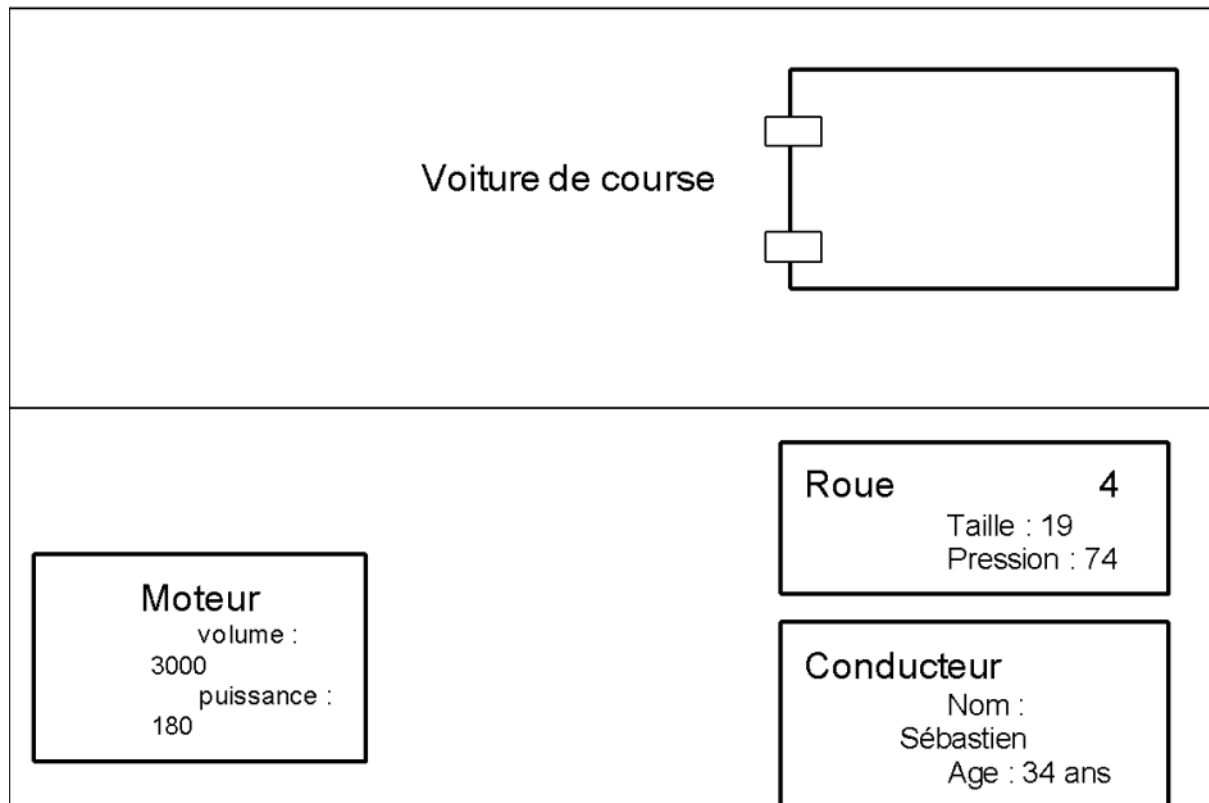 Voiture de course
Moteur
volume :
3000
puissance :
180
Roue 4
Taille : 19
Pression : 74
Conducteur
Nom :
Sébastien
Age : 34 ans